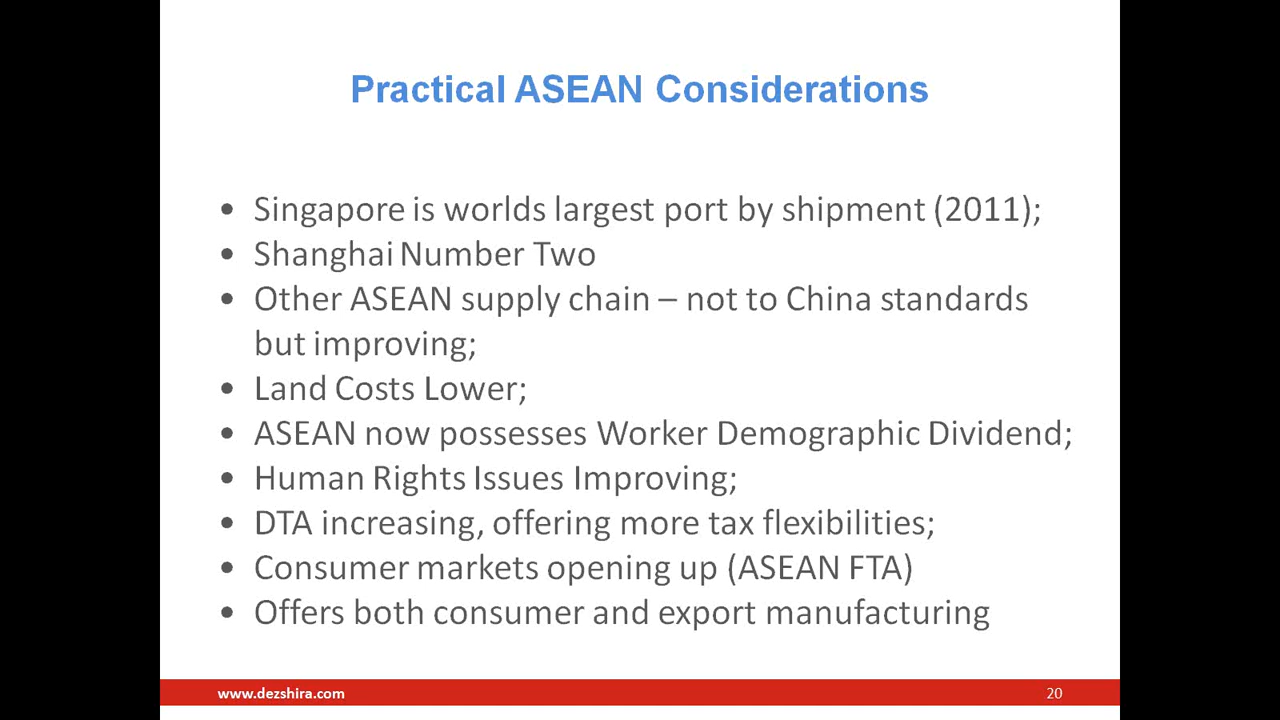 Practical ASEAN Considerations
• Singapore is worlds largest port by shipment (2011);
• Shanghai Number Two
• Other ASEAN supply chain – not to China standards
but improving;
• Land Costs Lower;
• ASEAN now possesses Worker Demographic Dividend;
• Human Rights Issues Improving;
• DTA increasing, offering more tax flexibilities;
• Consumer markets opening up (ASEAN FTA)
• Offers both consumer and export manufacturing
www.dezshira.com
20